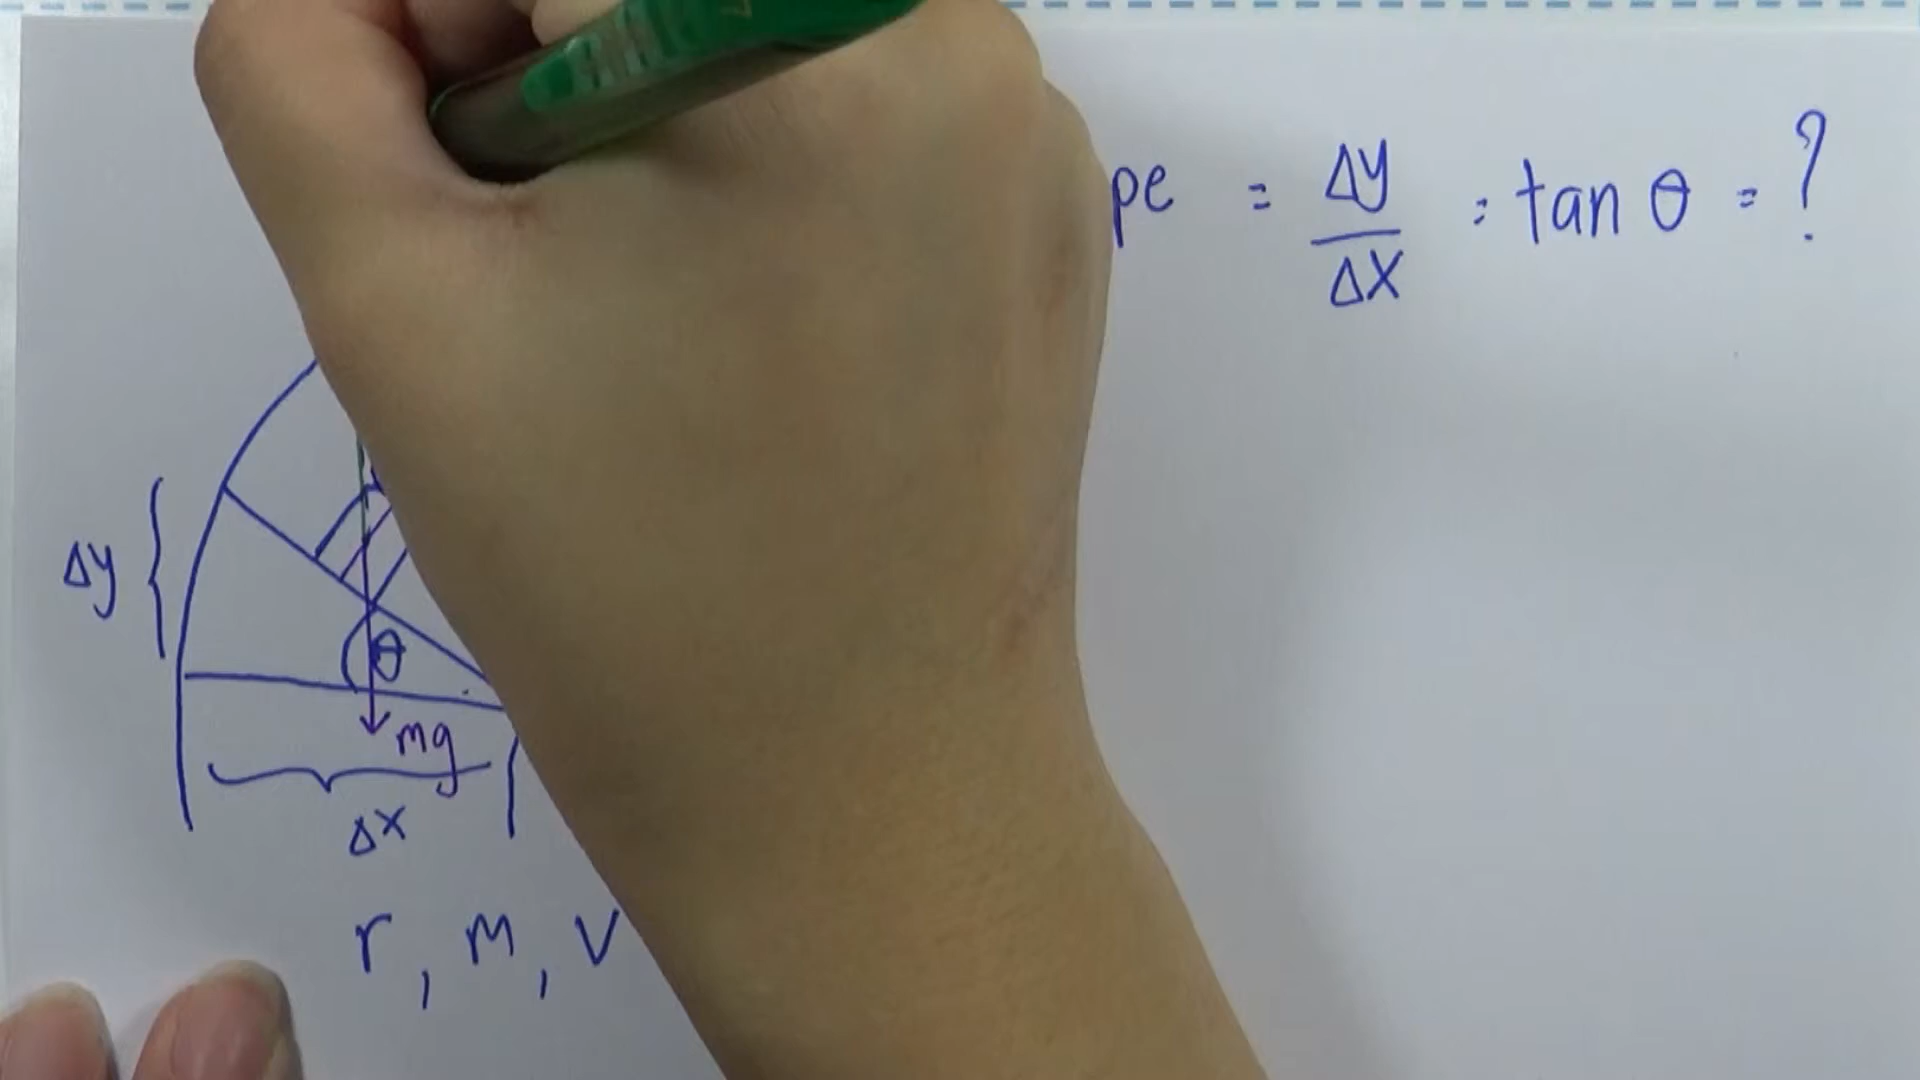 pe = Δy/Δx = tan θ = ?
Δy
θ
mg
Δx
r, m, v